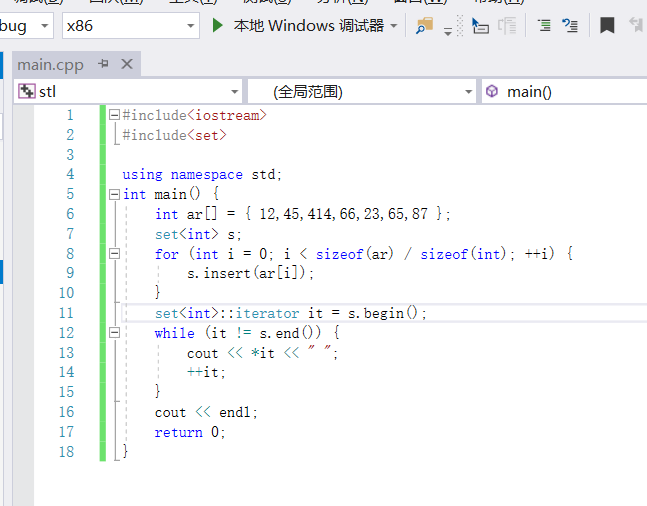 bug x86 本地 Windows 调试器
main.cpp
stl (全局范围) main()
1 #include<iostream>
2 #include<set>
3
4 using namespace std;
5 int main() {
6 int ar[] = { 12,45,414,66,23,65,87 };
7 set<int> s;
8 for (int i = 0; i < sizeof(ar) / sizeof(int); ++i) {
9 s.insert(ar[i]);
10 }
11 set<int>::iterator it = s.begin();
12 while (it != s.end()) {
13 cout << *it << " ";
14 ++it;
15 }
16 cout << endl;
17 return 0;
18 }